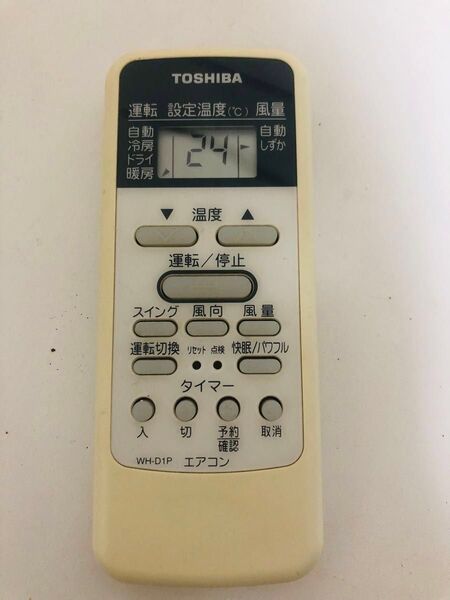 TOSHIBA
運転 設定温度(℃) 風量
自動 自動
冷房 しずか
ドライ
暖房
24
▼ 温度 ▲
運転/停止
スイング 風向 風量
運転切換 リセット 点検 快眠/パワフル
タイマー
入 切 予約 取消
確認
WH-D1P エアコン